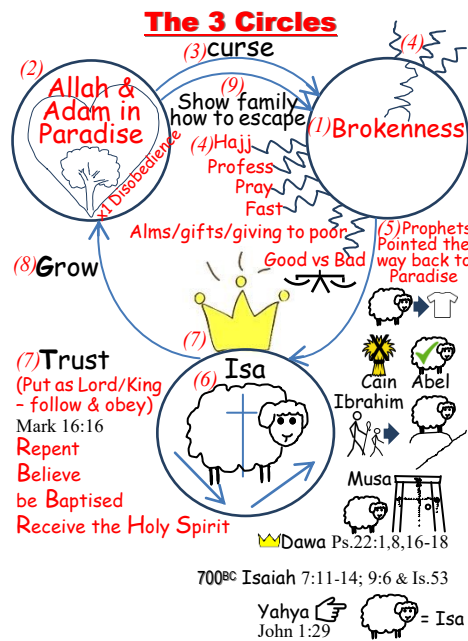 The 3 Circles
(3)curse
(4)
(2)
Allah &
Adam in
Paradise
x1 Disobedience
(9)
Show family
how to escape
(1)Brokenness
(4)Hajj
Profess
Pray
Fast
Alms/gifts/giving to poor
Good vs Bad
(5)Prophets
Pointed the
way back to
Paradise
(8)Grow
Cain Abel
Ibrahim
Musa
(7)
(6) Isa
(7)Trust
(Put as Lord/King
– follow & obey)
Mark 16:16
Repent
Believe
be Baptised
Receive the Holy Spirit
Dawa Ps.22:1,8,16-18
700BC Isaiah 7:11-14; 9:6 & Is.53
Yahya = Isa
John 1:29